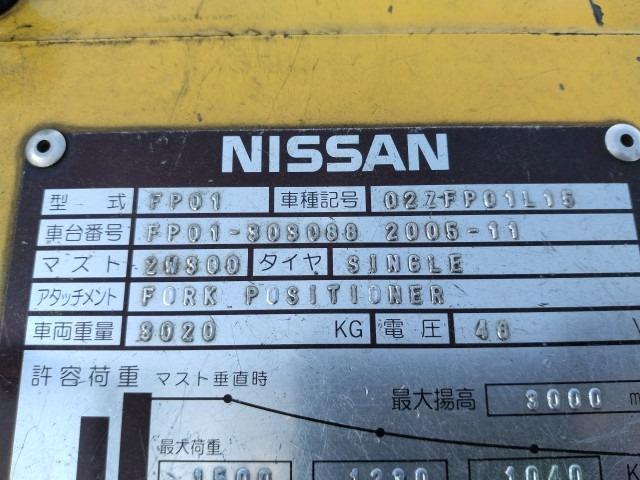 NISSAN
型 式 FP01 車種記号 02ZFP01L15
車台番号 FP01-808088 2005-11
マスト 2W300 タイヤ SINGLE
アタッチメント FORK POSITIONER
車両重量 3020 KG 電圧 48 V
許容荷重 マスト垂直時
最大揚高 3000 m
最大荷重
1500 1040 K